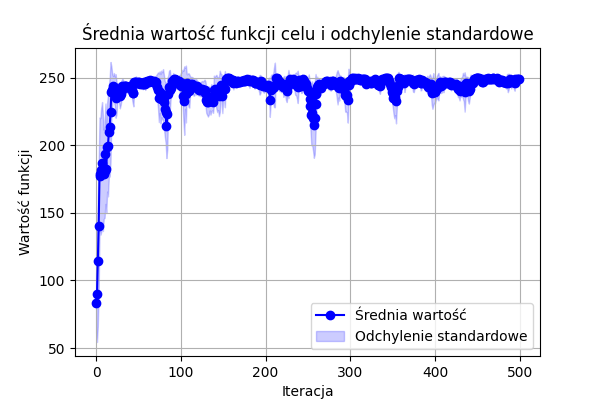 Średnia wartość funkcji celu i odchylenie standardowe
Wartość funkcji
250
200
150
100
50
0 100 200 300 400 500
Iteracja
Średnia wartość
Odchylenie standardowe